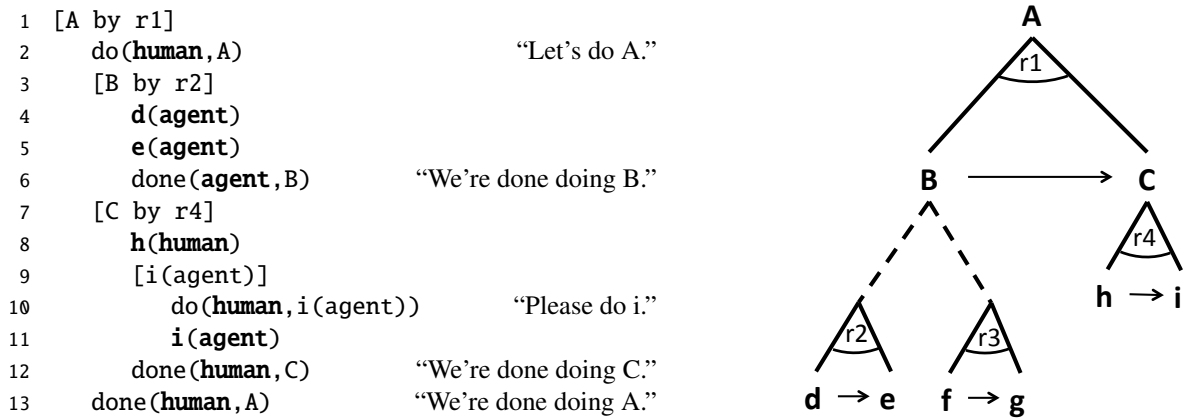 1 [A by r1]
2 do(human,A) “Let's do A.”
3 [B by r2]
4 d(agent)
5 e(agent)
6 done(agent,B) “We're done doing B.”
7 [C by r4]
8 h(human)
9 [i(agent)]
10 do(human,i(agent)) “Please do i.”
11 i(agent)
12 done(human,C) “We're done doing C.”
13 done(human,A) “We're done doing A.”
A
r1
B C
r4
h → i
r2 r3
d → e f → g